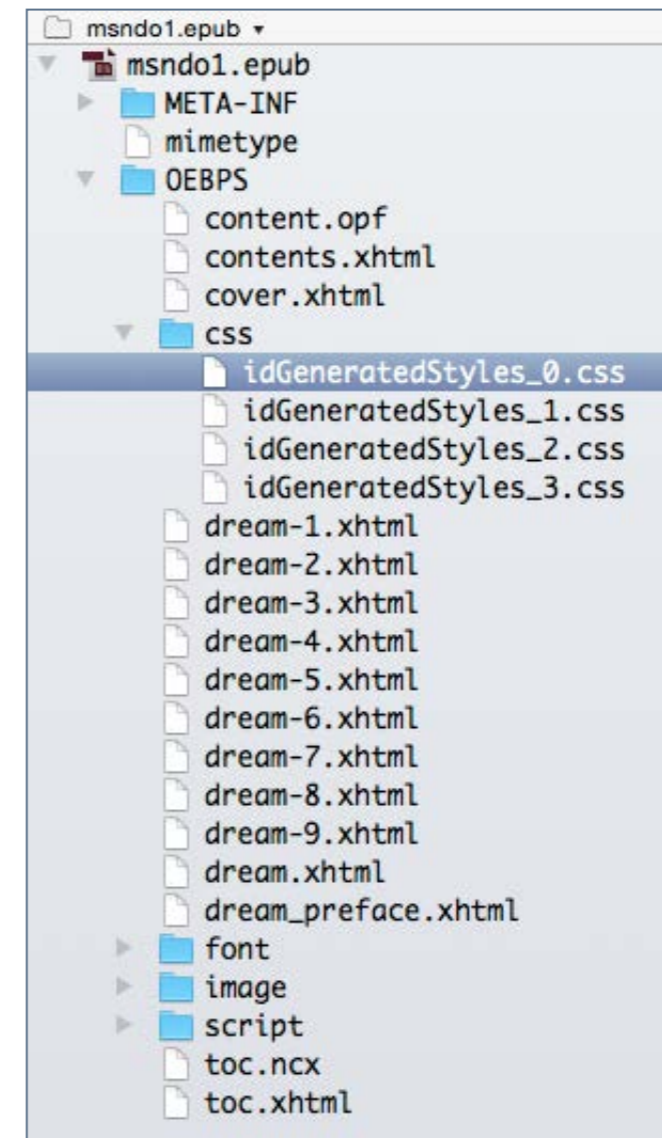 msndo1.epub
msndo1.epub
META-INF
mimetype
OEBPS
content.opf
contents.xhtml
cover.xhtml
css
idGeneratedStyles_0.css
idGeneratedStyles_1.css
idGeneratedStyles_2.css
idGeneratedStyles_3.css
dream-1.xhtml
dream-2.xhtml
dream-3.xhtml
dream-4.xhtml
dream-5.xhtml
dream-6.xhtml
dream-7.xhtml
dream-8.xhtml
dream-9.xhtml
dream.xhtml
dream_preface.xhtml
font
image
script
toc.ncx
toc.xhtml